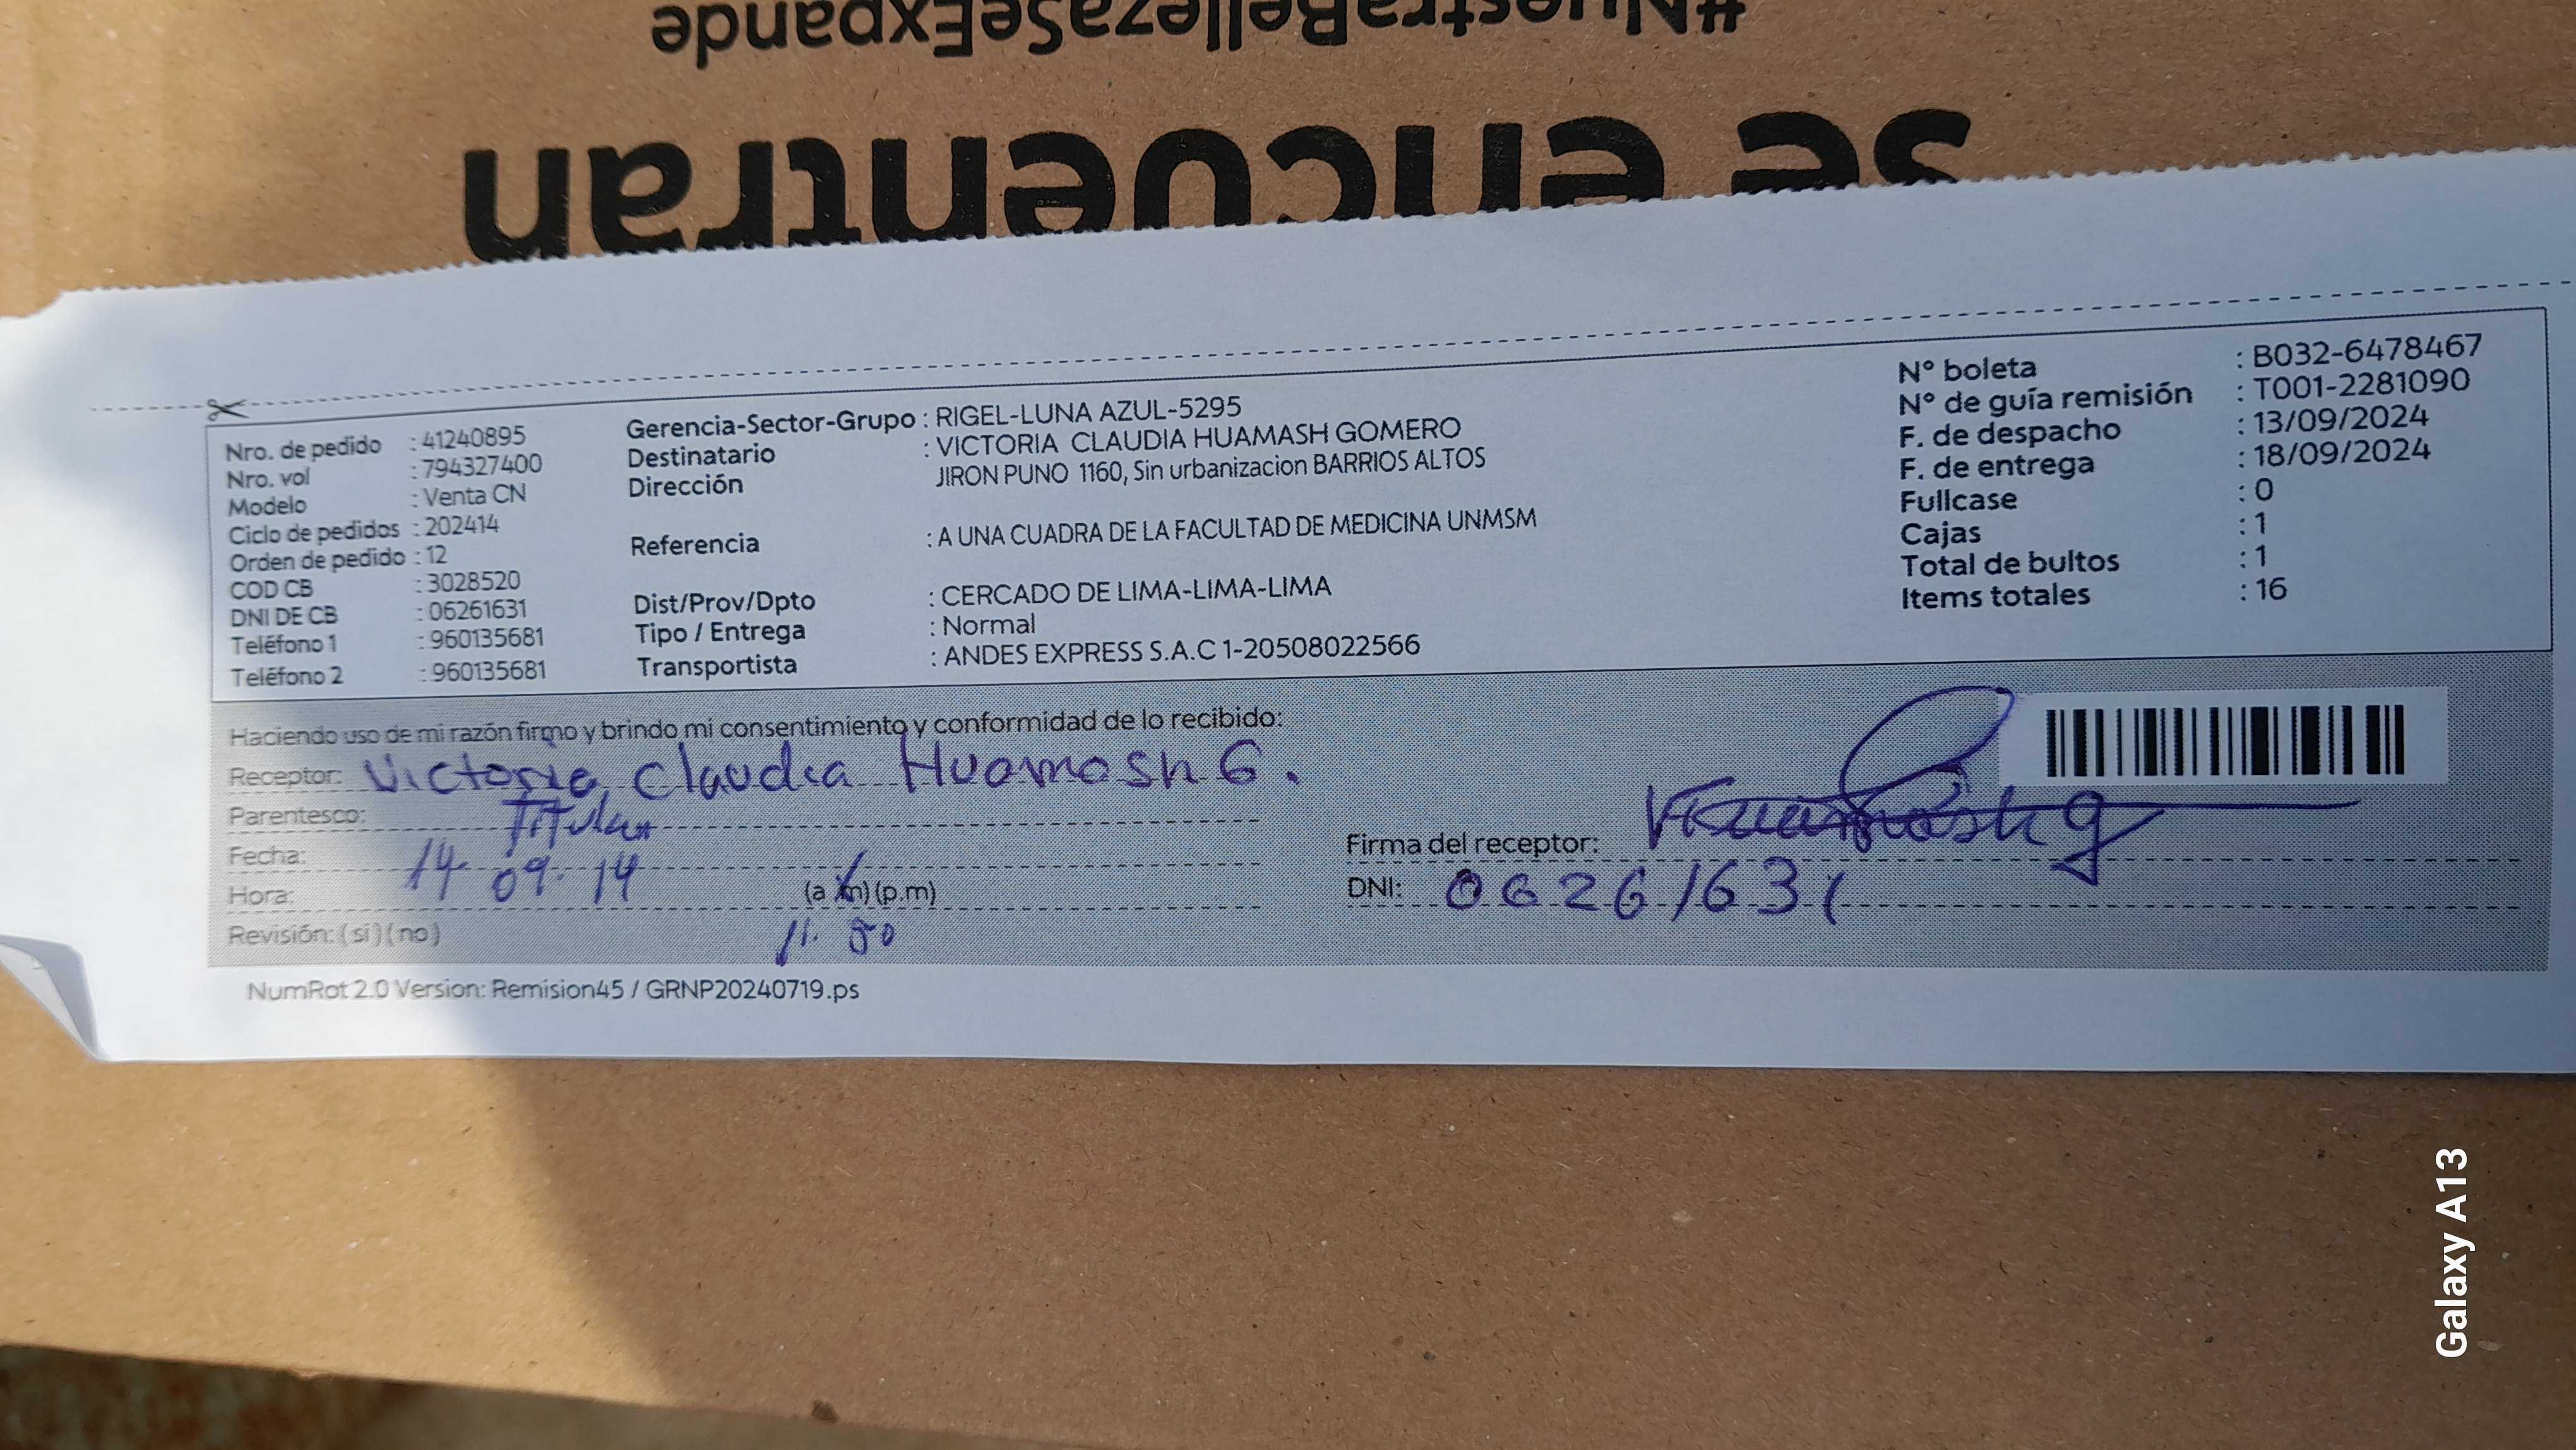 #NuestraBellezaSeExpande
se encuentran
Nro. de pedido : 41240895
Nro. vol : 794327400
Modelo : Venta CN
Ciclo de pedidos : 202414
Orden de pedido : 12
COD CB : 3028520
DNI DE CB : 06261631
Teléfono 1 : 960135681
Teléfono 2 : 960135681
Gerencia-Sector-Grupo : RIGEL-LUNA AZUL-5295
Destinatario : VICTORIA CLAUDIA HUAMASH GOMERO
Dirección JIRON PUNO 1160, Sin urbanizacion BARRIOS ALTOS
Referencia : A UNA CUADRA DE LA FACULTAD DE MEDICINA UNMSM
Dist/Prov/Dpto : CERCADO DE LIMA-LIMA-LIMA
Tipo / Entrega : Normal
Transportista : ANDES EXPRESS S.A.C 1-20508022566
N° boleta : B032-6478467
N° de guía remisión : T001-2281090
F. de despacho : 13/09/2024
F. de entrega : 18/09/2024
Fullcase : 0
Cajas : 1
Total de bultos : 1
Items totales : 16
Haciendo uso de mi razón firmo y brindo mi consentimiento y conformidad de lo recibido:
Receptor: Victoria Claudia Huamash G.
Parentesco: Titular
Fecha: 14-09-14
Hora: (a.m) (p.m)
11.50
Revisión: (si) (no)
Firma del receptor:
DNI: 06261631
NumRot 2.0 Version: Remision45 / GRNP20240719.ps
Galaxy A13